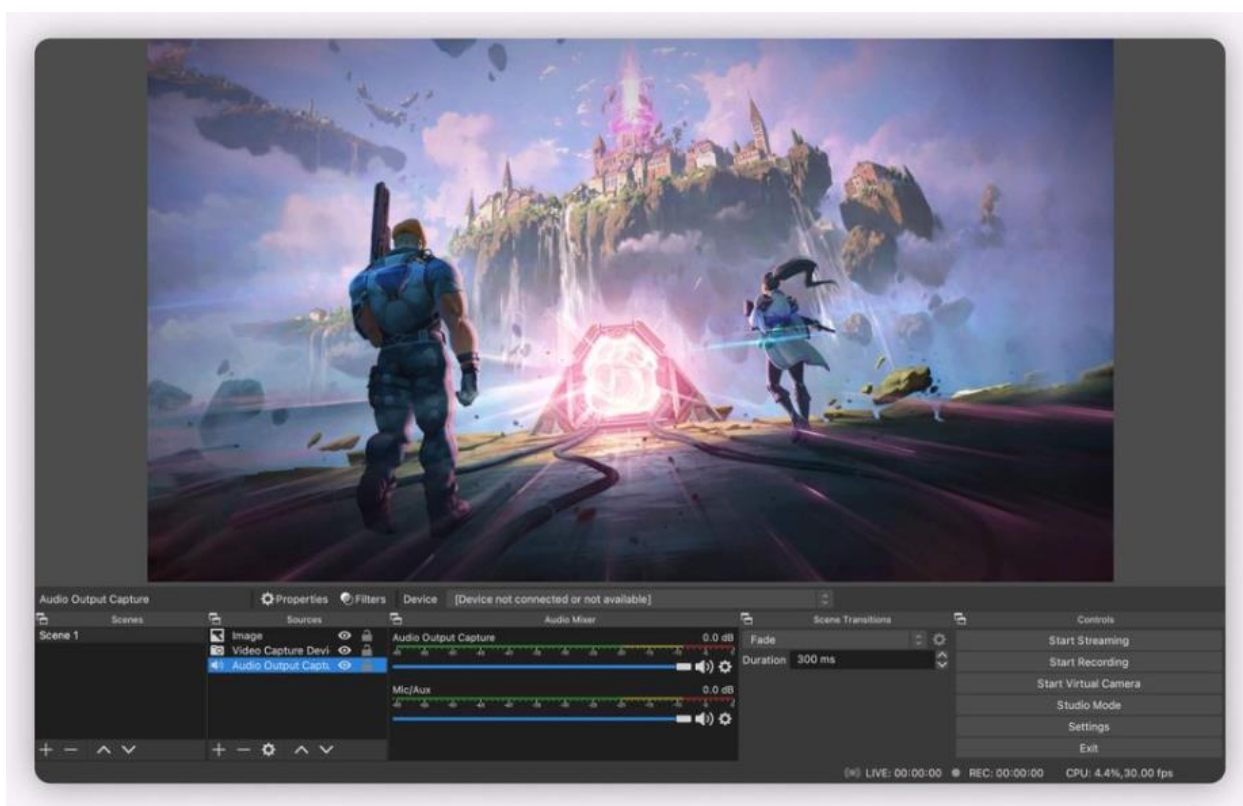 Audio Output Capture Properties Filters Device [Device not connected or not available]
Scenes
Scene 1
Sources
Image
Video Capture Devi
Audio Output Captu
Audio Mixer
Audio Output Capture 0.0 dB
Mic/Aux 0.0 dB
Scene Transitions
Fade
Duration 300 ms
Controls
Start Streaming
Start Recording
Start Virtual Camera
Studio Mode
Settings
Exit
LIVE: 00:00:00 REC: 00:00:00 CPU: 4.4%,30.00 fps